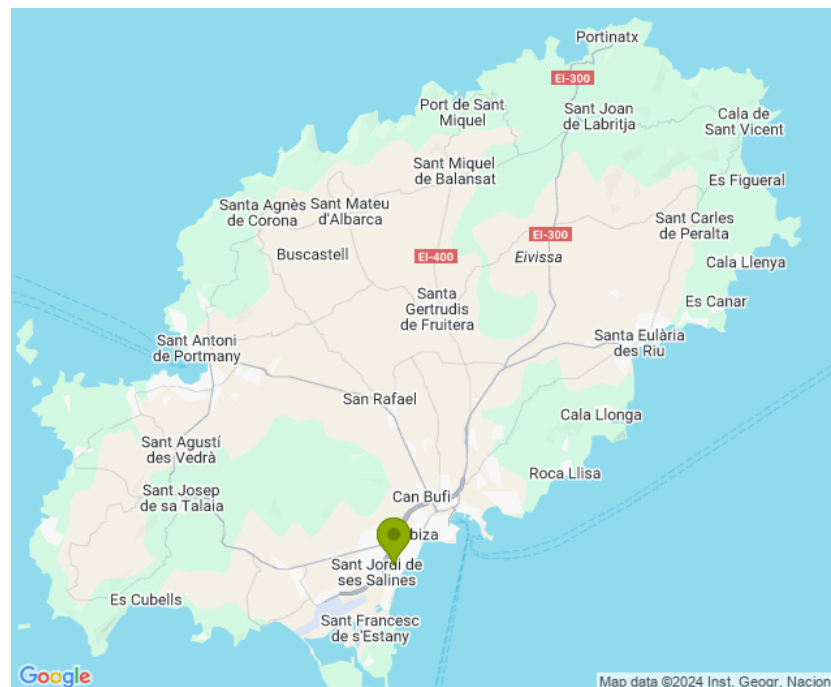 Portinatx
EI-300
Port de Sant
Miquel
Sant Joan
de Labritja
Cala de
Sant Vicent
Sant Miquel
de Balansat
Es Figueral
Santa Agnès
de Corona
Sant Mateu
d'Albarca
Sant Carles
de Peralta
EI-300
Buscastell
EI-400
Eivissa
Cala Llenya
Santa
Gertrudis
de Fruitera
Es Canar
Sant Antoni
de Portmany
Santa Eulària
des Riu
San Rafael
Cala Llonga
Sant Agustí
des Vedrà
Roca Llisa
Sant Josep
de sa Talaia
Can Bufi
biza
Sant Jordi de
ses Salines
Es Cubells
Sant Francesc
de s'Estany
Google
Map data ©2024 Inst. Geogr. Nacion